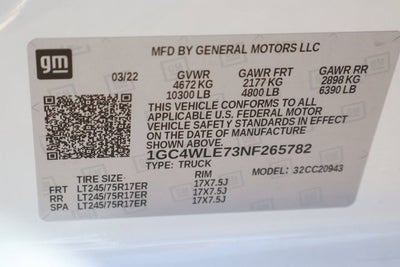 gm
MFD BY GENERAL MOTORS LLC
03/22 GVWR GAWR FRT GAWR RR
4672 KG 2177 KG 2898 KG
10300 LB 4800 LB 6390 LB
THIS VEHICLE CONFORMS TO ALL
APPLICABLE U.S. FEDERAL MOTOR
VEHICLE SAFETY STANDARDS IN EFFECT
ON THE DATE OF MANUFACTURE
SHOWN ABOVE.
1GC4WLE73NF265782
TYPE: TRUCK MODEL: 32CC20943
TIRE SIZE RIM
FRT LT245/75R17ER 17X7.5J
RR LT245/75R17ER 17X7.5J
SPA LT245/75R17ER 17X7.5J